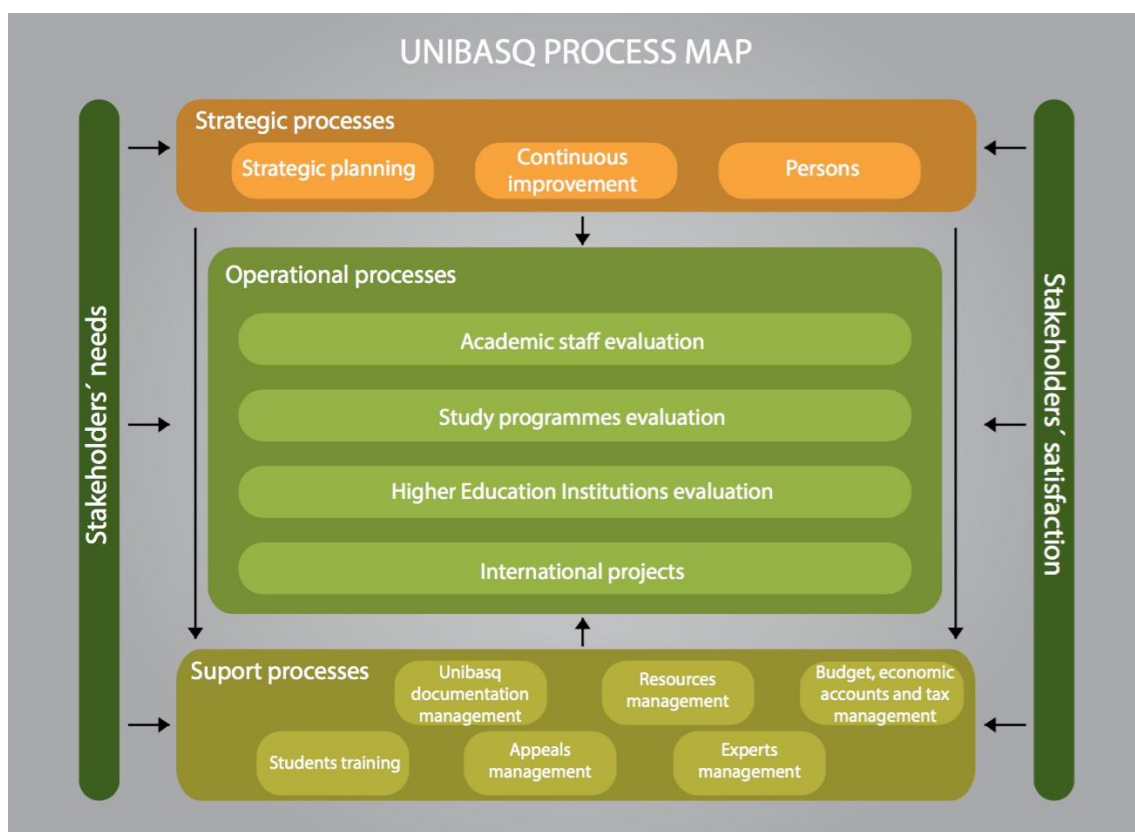 UNIBASQ PROCESS MAP
Stakeholders´ needs
Strategic processes
Strategic planning
Continuous
improvement
Persons
Operational processes
Academic staff evaluation
Study programmes evaluation
Higher Education Institutions evaluation
International projects
Suport processes
Unibasq
documentation
management
Resources
management
Budget, economic
accounts and tax
management
Students training
Appeals
management
Experts
management
Stakeholders´ satisfaction